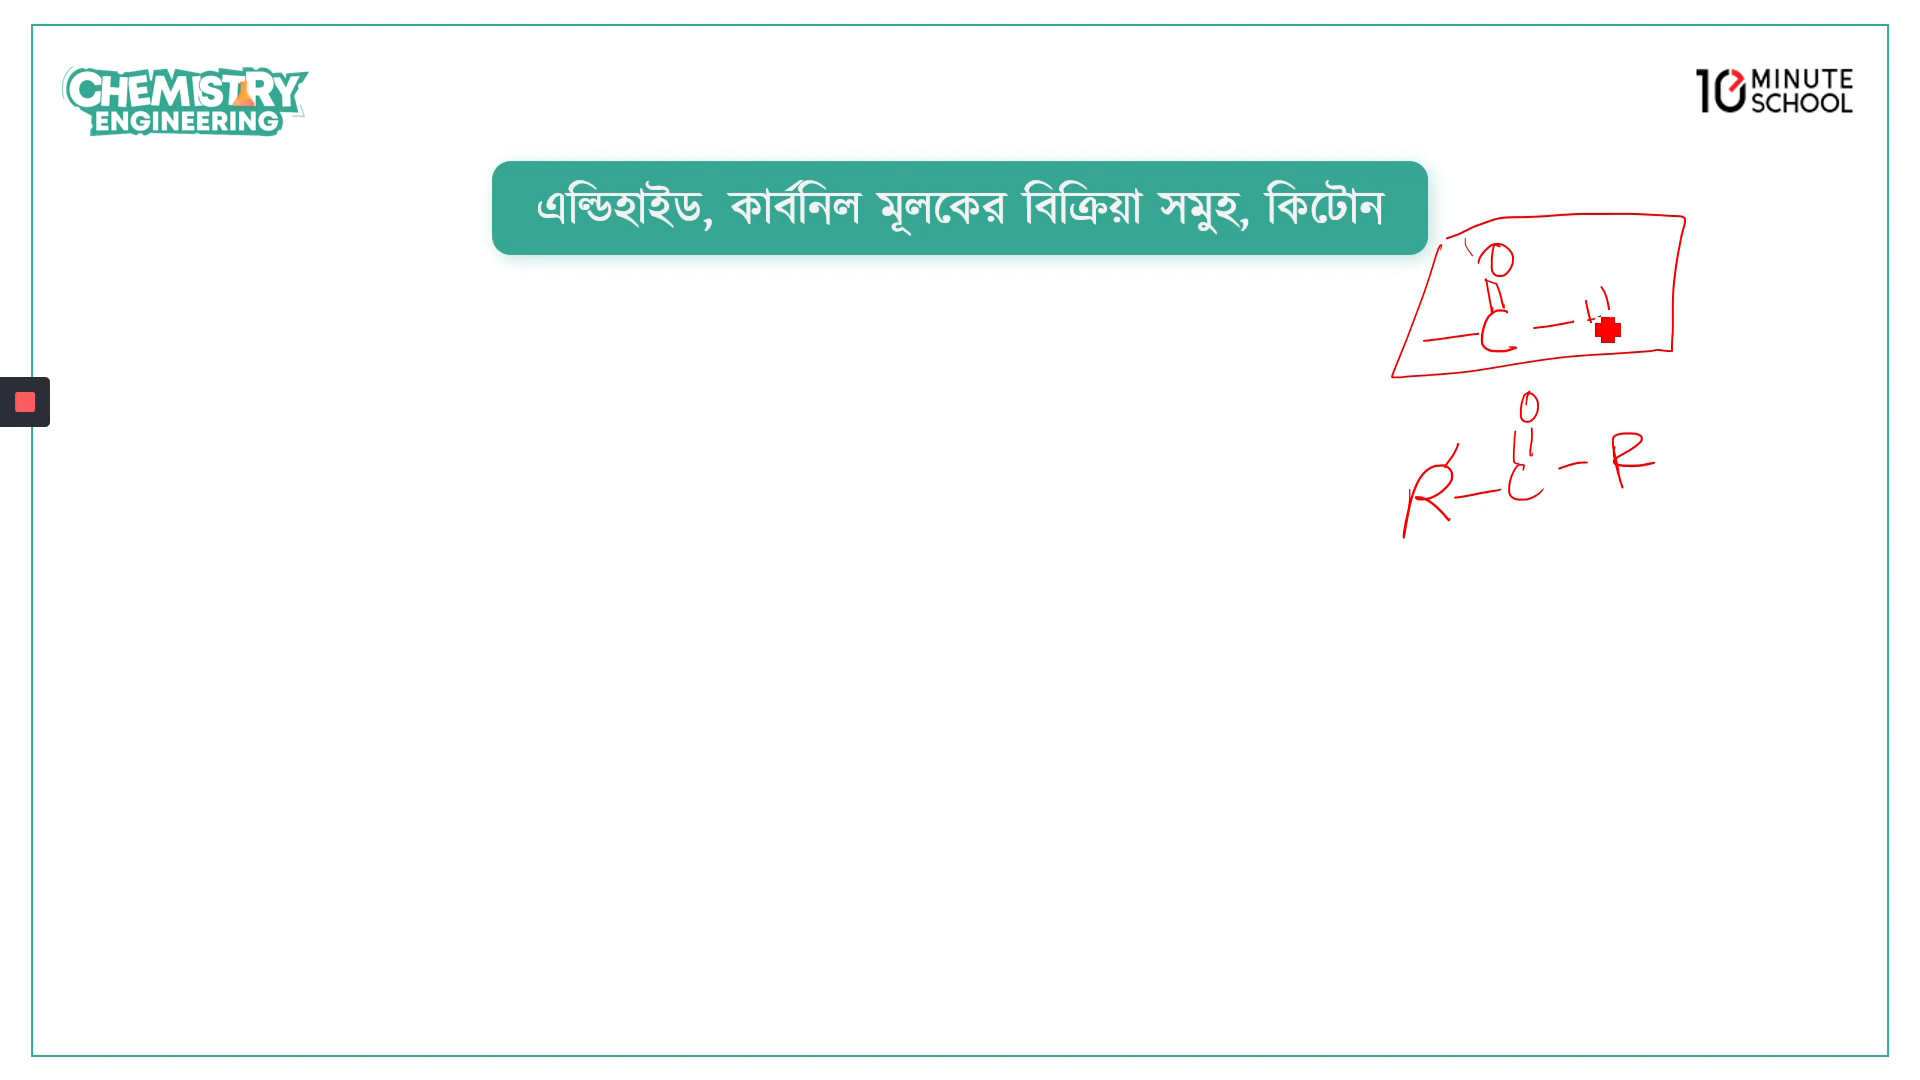 CHEMISTRY
ENGINEERING
10 MINUTE
SCHOOL
এল্ডিহাইড, কার্বনিল মূলকের বিক্রিয়া সমুহ, কিটোন
O
C
O
R' — C — R